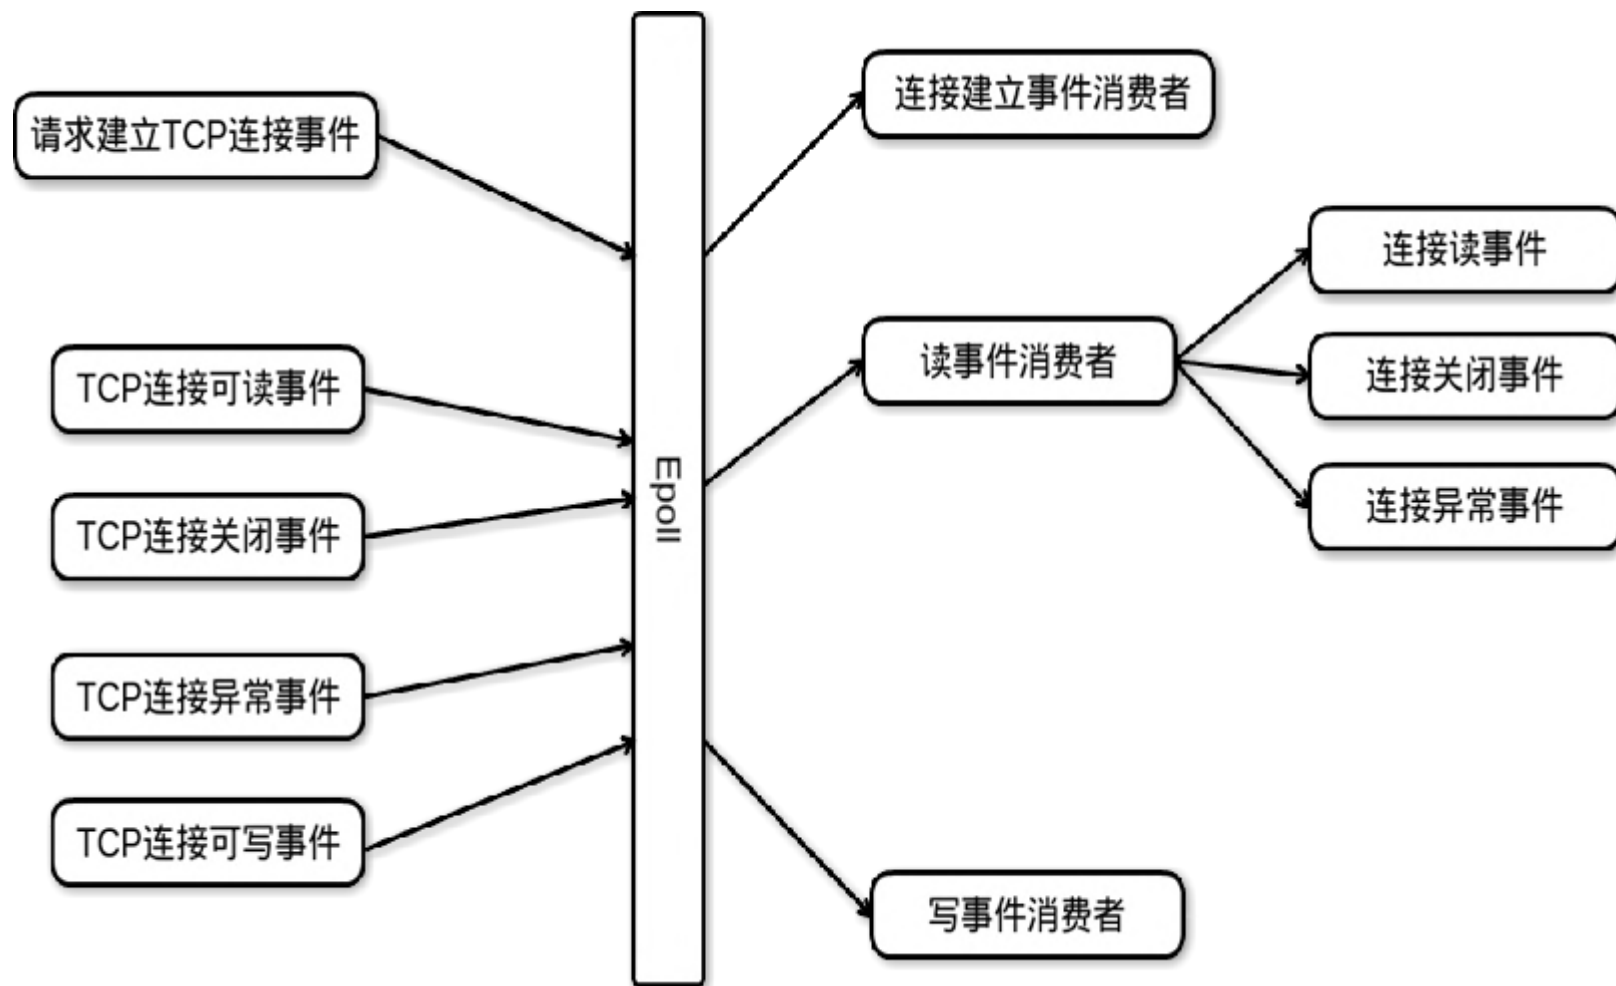 请求建立TCP连接事件
TCP连接可读事件
TCP连接关闭事件
TCP连接异常事件
TCP连接可写事件
Epoll
连接建立事件消费者
读事件消费者
写事件消费者
连接读事件
连接关闭事件
连接异常事件